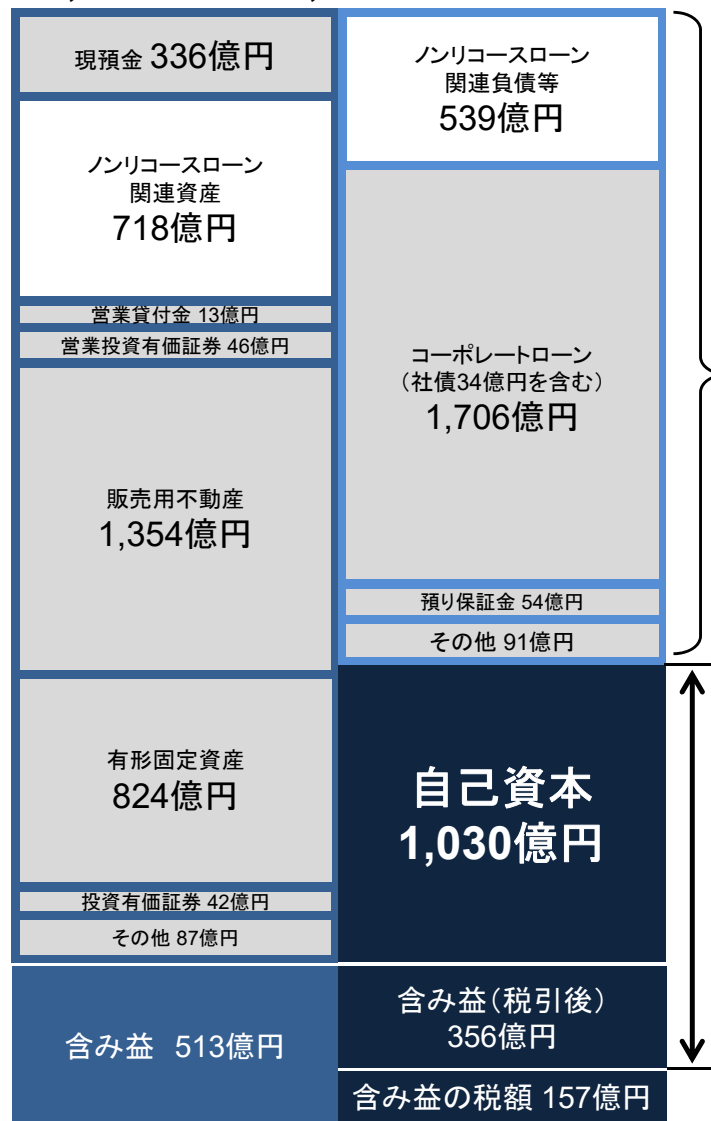 現預金 336億円
ノンリコースローン
関連資産
718億円
営業貸付金 13億円
営業投資有価証券 46億円
販売用不動産
1,354億円
有形固定資産
824億円
投資有価証券 42億円
その他 87億円
含み益 513億円
ノンリコースローン
関連負債等
539億円
コーポレートローン
（社債34億円を含む）
1,706億円
預り保証金 54億円
その他 91億円
自己資本
1,030億円
含み益（税引後）
356億円
含み益の税額 157億円